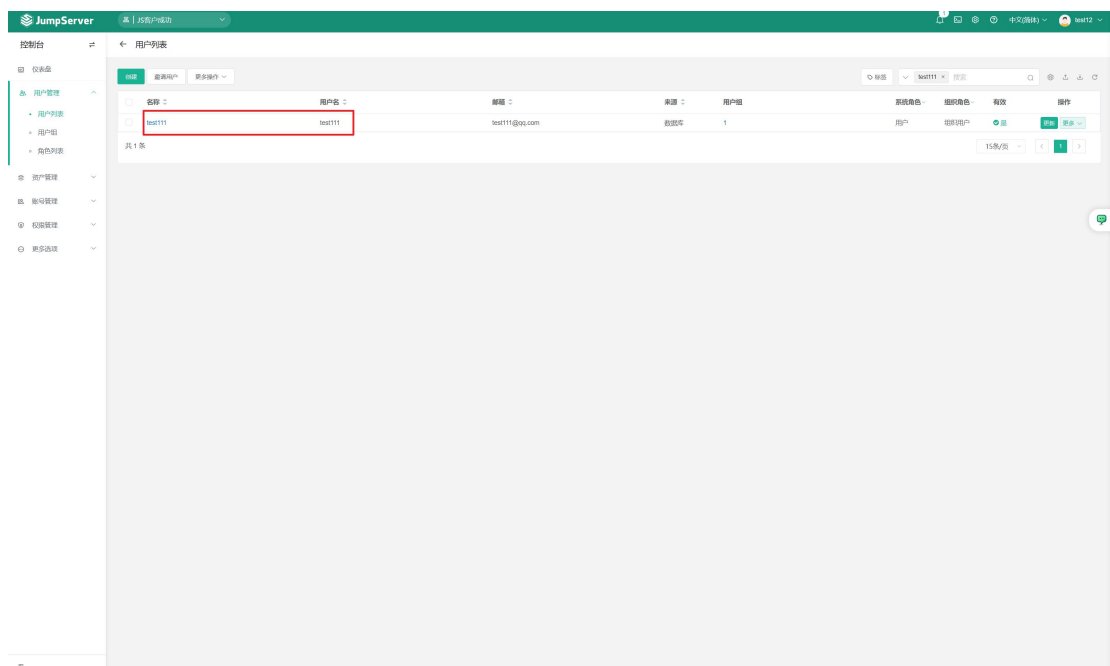 JumpServer
JS客户成功
1
中文(简体)
test12
控制台
← 用户列表
仪表盘
用户管理
用户列表
用户组
角色列表
资产管理
账号管理
权限管理
更多选项
创建 邀请用户 更多操作
标签 test111 × 搜索
名称 用户名 邮箱 来源 用户组 系统角色 组织角色 有效 操作
test111 test111 test111@qq.com 数据库 1 用户 组织用户 是 更新 更多
共 1 条 15条/页 < 1 >